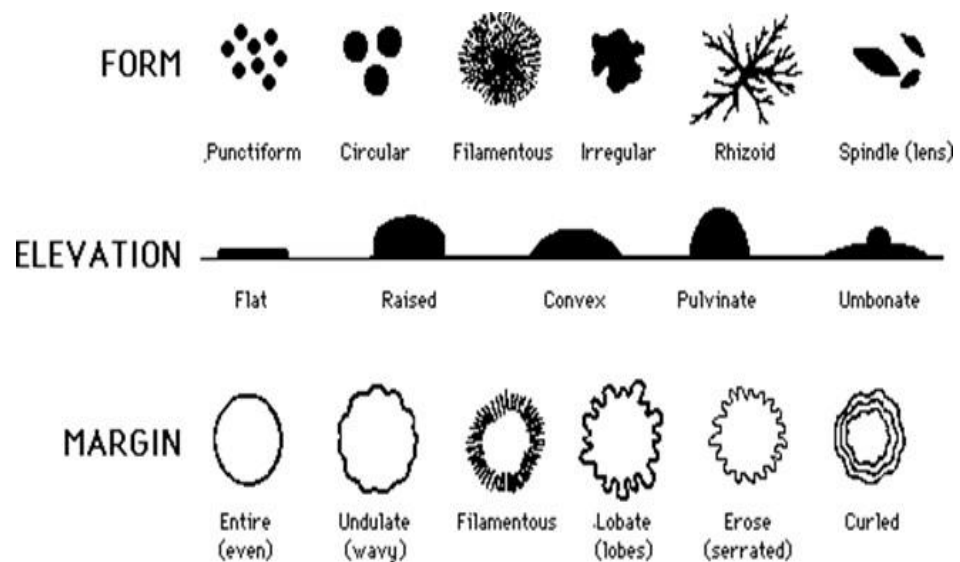 FORM
Punctiform Circular Filamentous Irregular Rhizoid Spindle (lens)
ELEVATION
Flat Raised Convex Pulvinate Umbonate
MARGIN
Entire Undulate Filamentous Lobate Erose Curled
(even) (wavy) (lobes) (serrated)